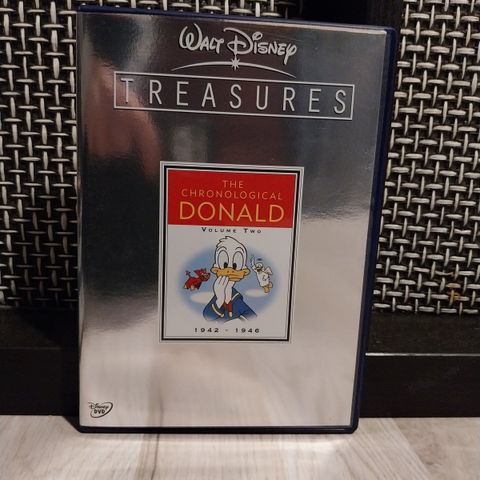 WALT DISNEY
TREASURES
THE
CHRONOLOGICAL
DONALD
VOLUME TWO
1942 - 1946
Disney
DVD